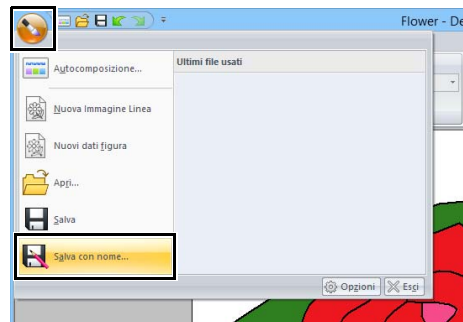 Flower - De
Autocomposizione...
Ultimi file usati
Nuova Immagine Linea
Nuovi dati figura
Apri...
Salva
Salva con nome...
Opzioni
Esci